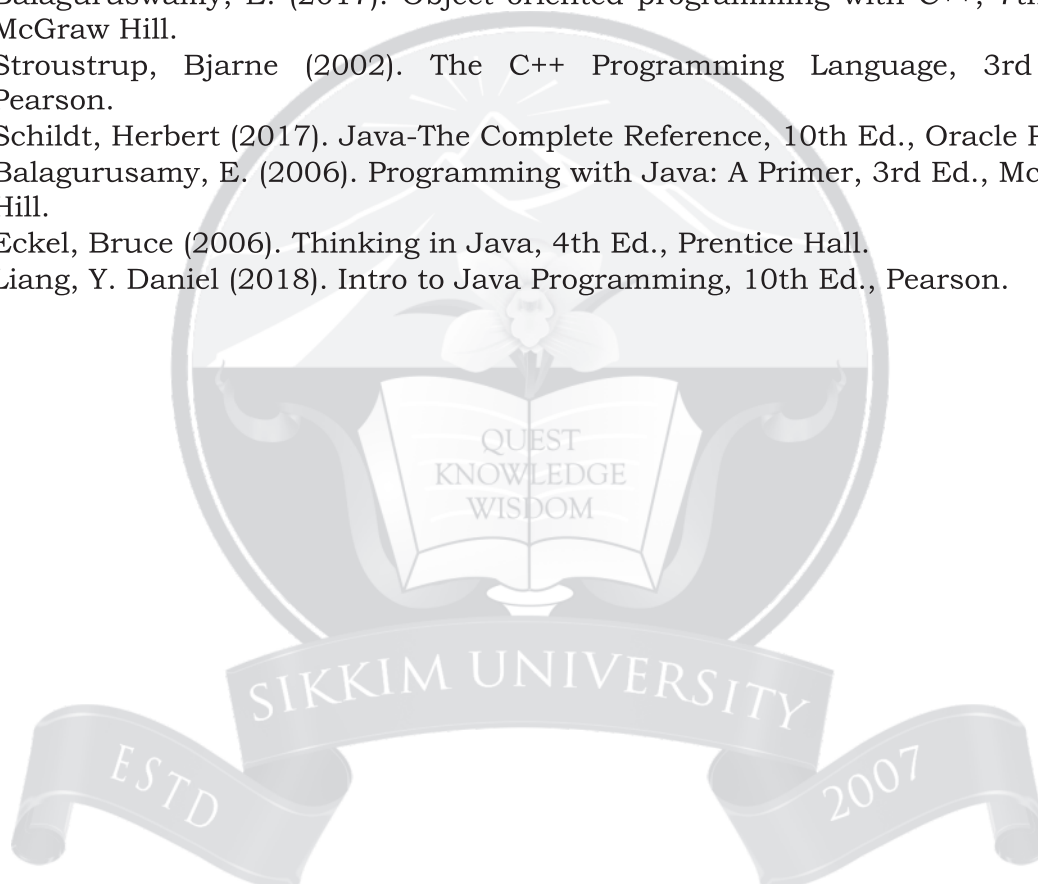 McGraw Hill.
Stroustrup, Bjarne (2002). The C++ Programming Language, 3rd
Pearson.
Schildt, Herbert (2017). Java-The Complete Reference, 10th Ed., Oracle
Balagurusamy, E. (2006). Programming with Java: A Primer, 3rd Ed., Mc
Hill.
Eckel, Bruce (2006). Thinking in Java, 4th Ed., Prentice Hall.
Liang, Y. Daniel (2018). Intro to Java Programming, 10th Ed., Pearson.
QUEST
KNOWLEDGE
WISDOM
SIKKIM UNIVERSITY
ESTD
2007